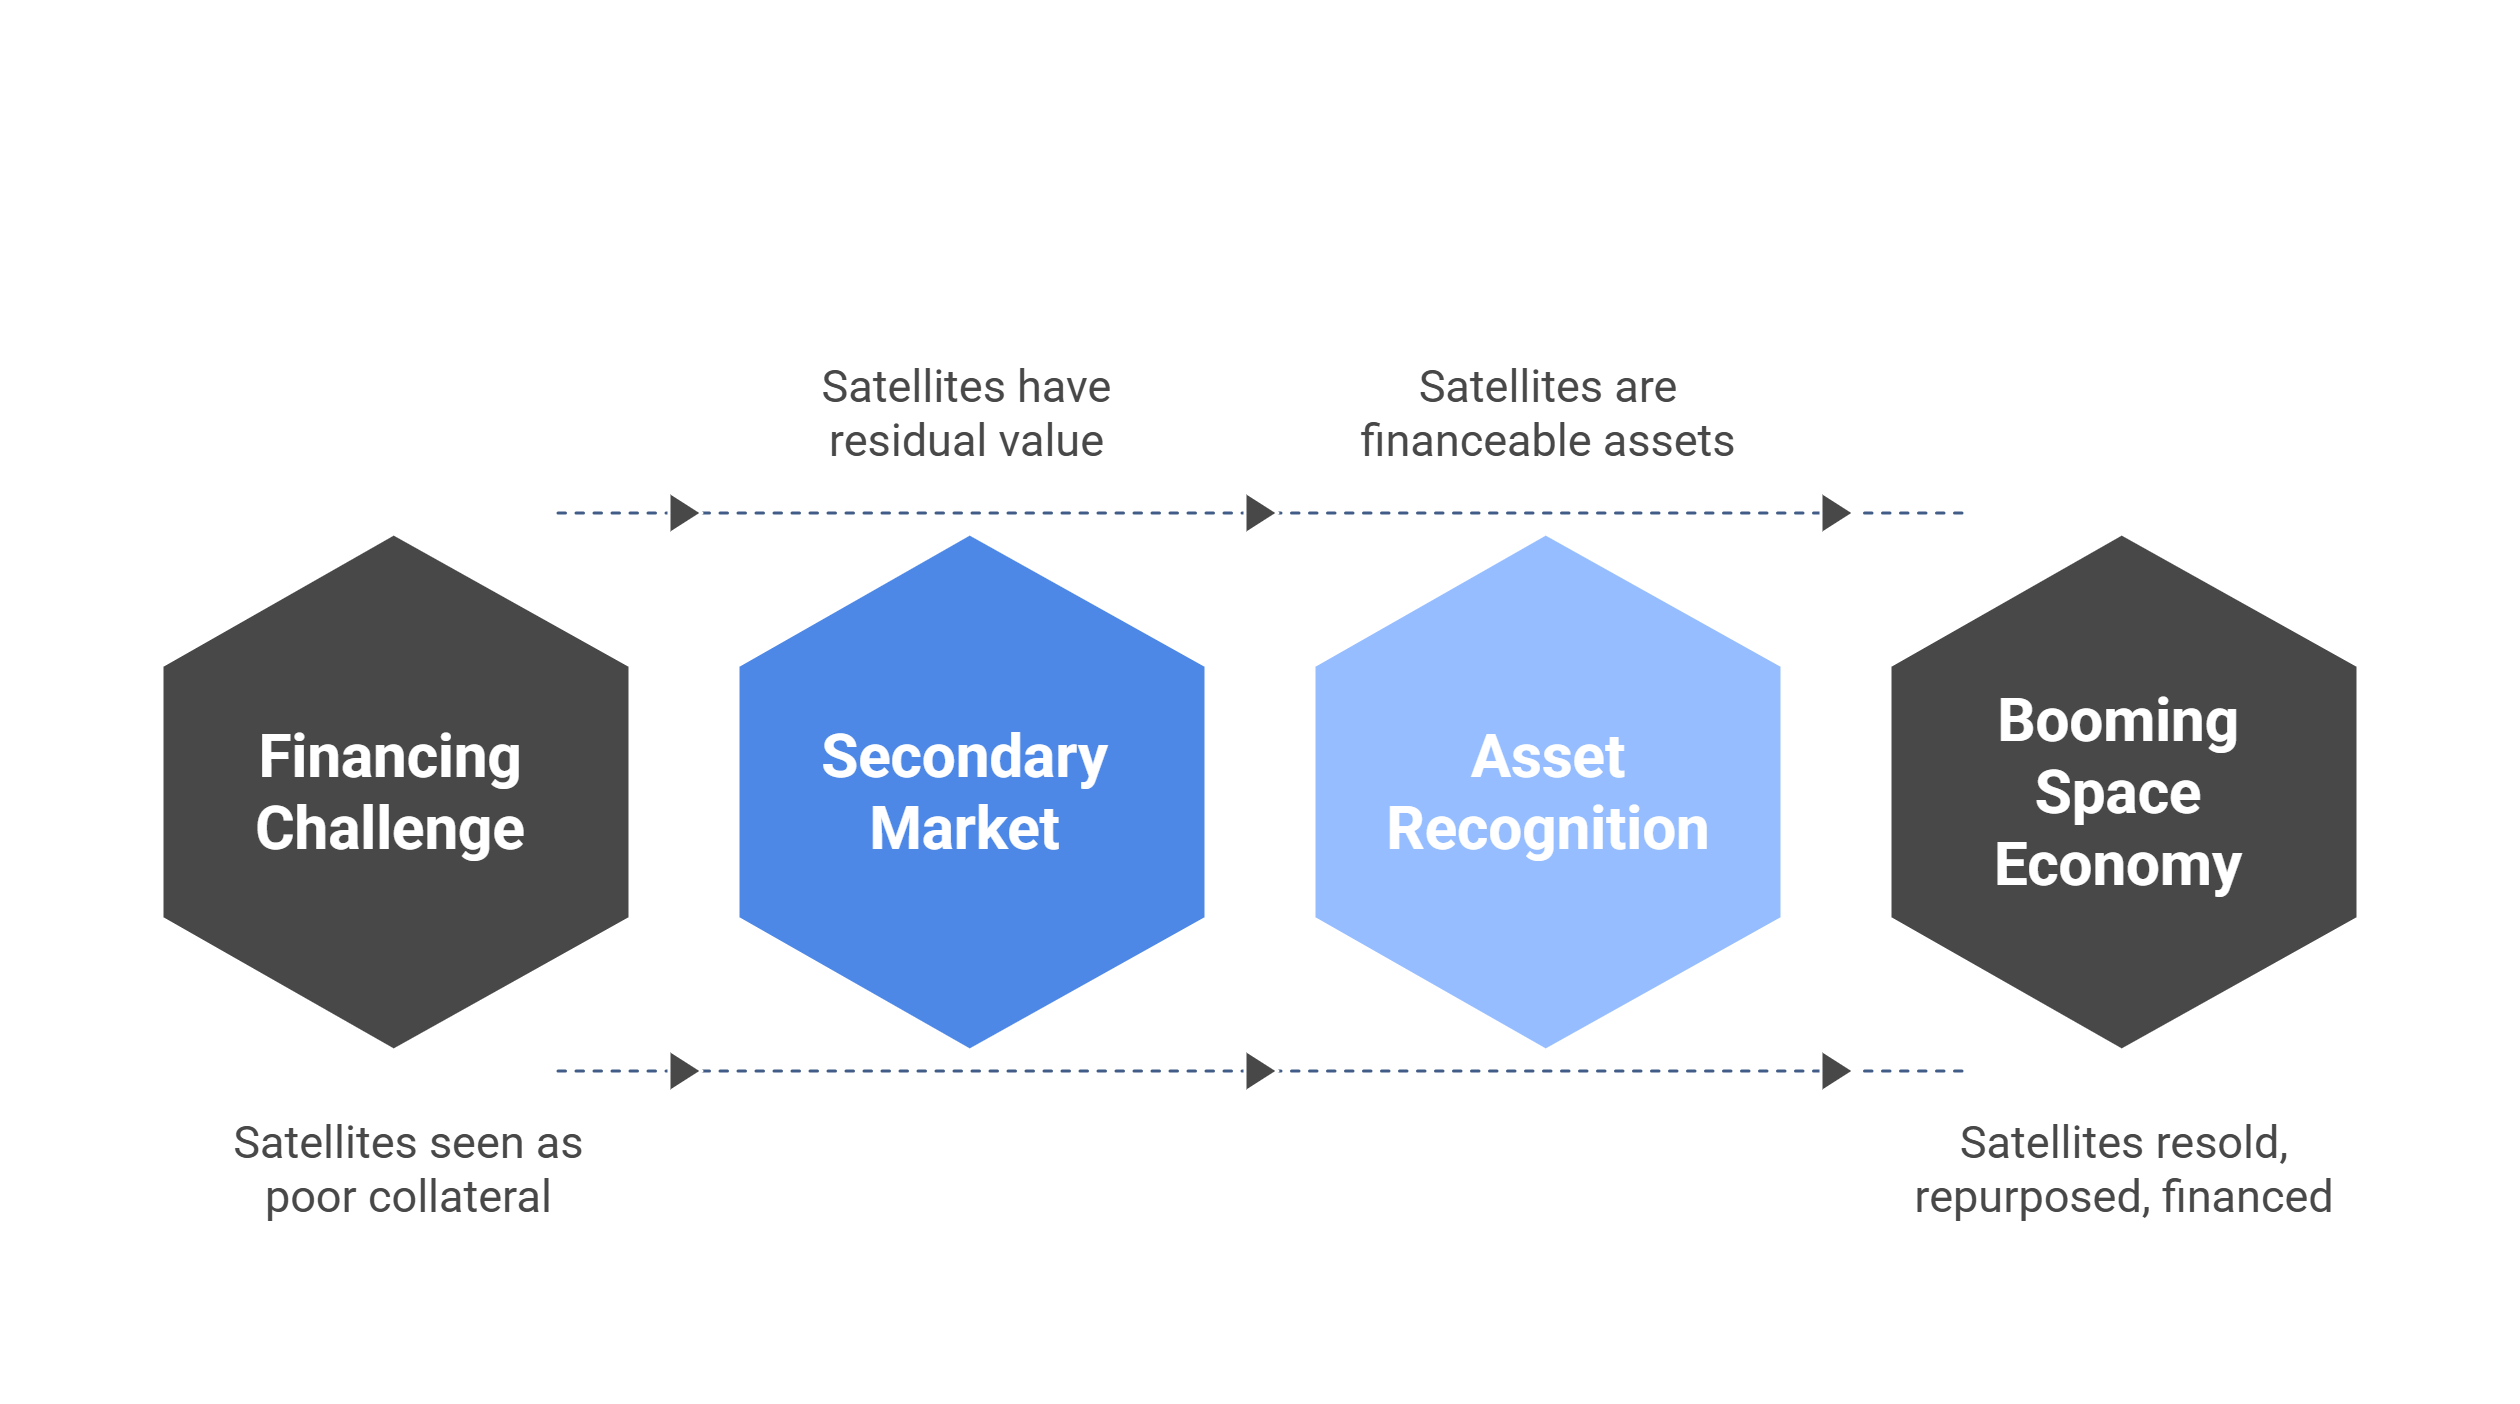 Satellites have
residual value
Satellites are
financeable assets
Financing
Challenge
Secondary
Market
Asset
Recognition
Booming
Space
Economy
Satellites seen as
poor collateral
Satellites resold,
repurposed, financed